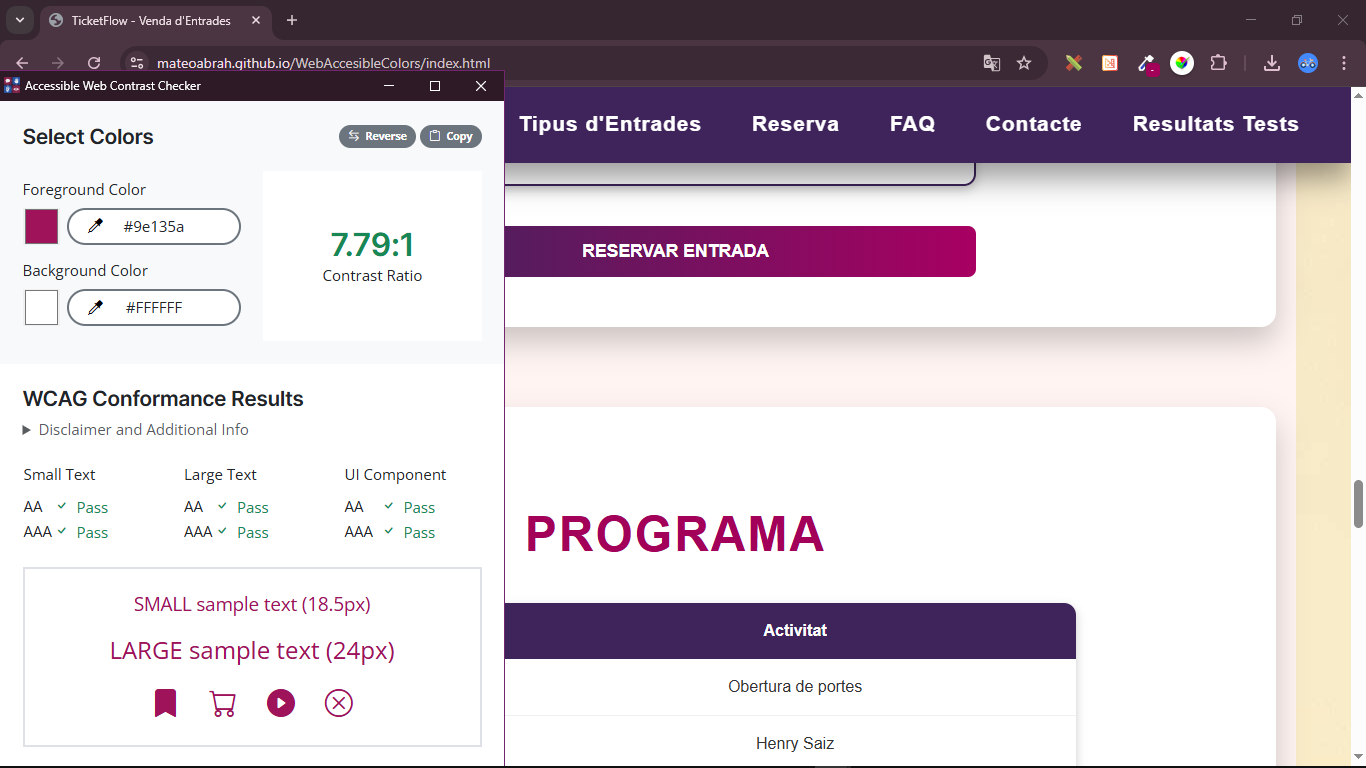 TicketFlow - Venda d'Entrades
mateoabrah.github.io/WebAccesibleColors/index.html
Accessible Web Contrast Checker
Select Colors
Reverse
Copy
Foreground Color
#9e135a
Background Color
#FFFFFF
7.79:1
Contrast Ratio
WCAG Conformance Results
Disclaimer and Additional Info
Small Text
AA Pass
AAA Pass
Large Text
AA Pass
AAA Pass
UI Component
AA Pass
AAA Pass
SMALL sample text (18.5px)
LARGE sample text (24px)
Tipus d'Entrades
Reserva
FAQ
Contacte
Resultats Tests
RESERVAR ENTRADA
PROGRAMA
Activitat
Obertura de portes
Henry Saiz